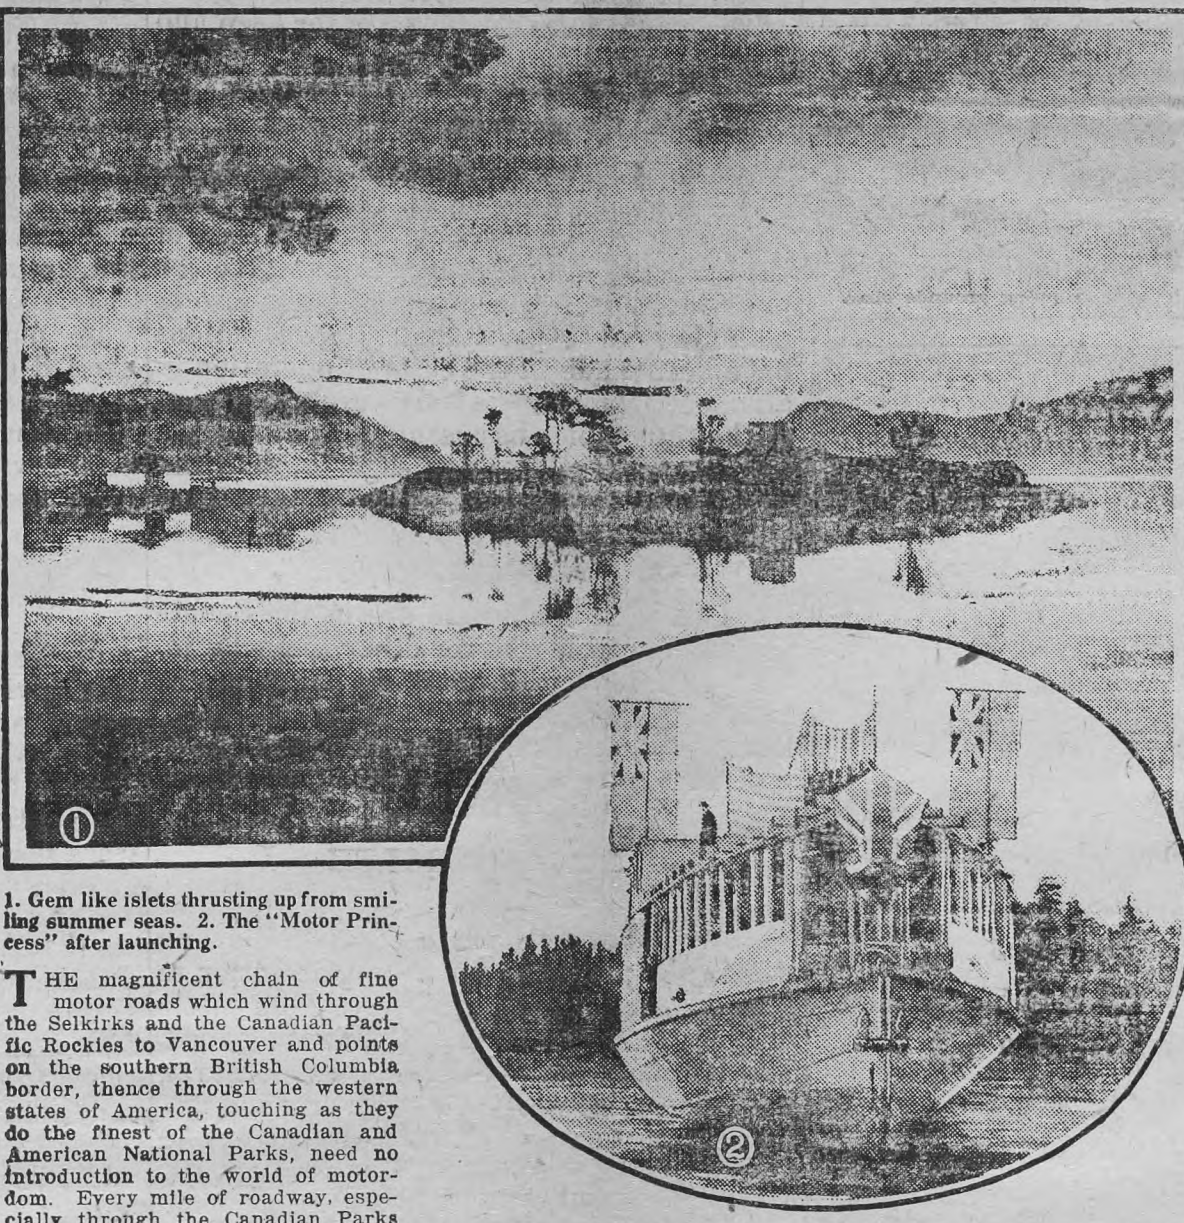 ①
②
1. Gem like islets thrusting up from smi-
ling summer seas. 2. The "Motor Prin-
cess" after launching.
THE magnificent chain of fine
motor roads which wind through
the Selkirks and the Canadian Paci-
fic Rockies to Vancouver and points
on the southern British Columbia
border, thence through the western
states of America, touching as they
do the finest of the Canadian and
American National Parks, need no
introduction to the world of motor-
dom. Every mile of roadway, espe-
cially through the Canadian Parks